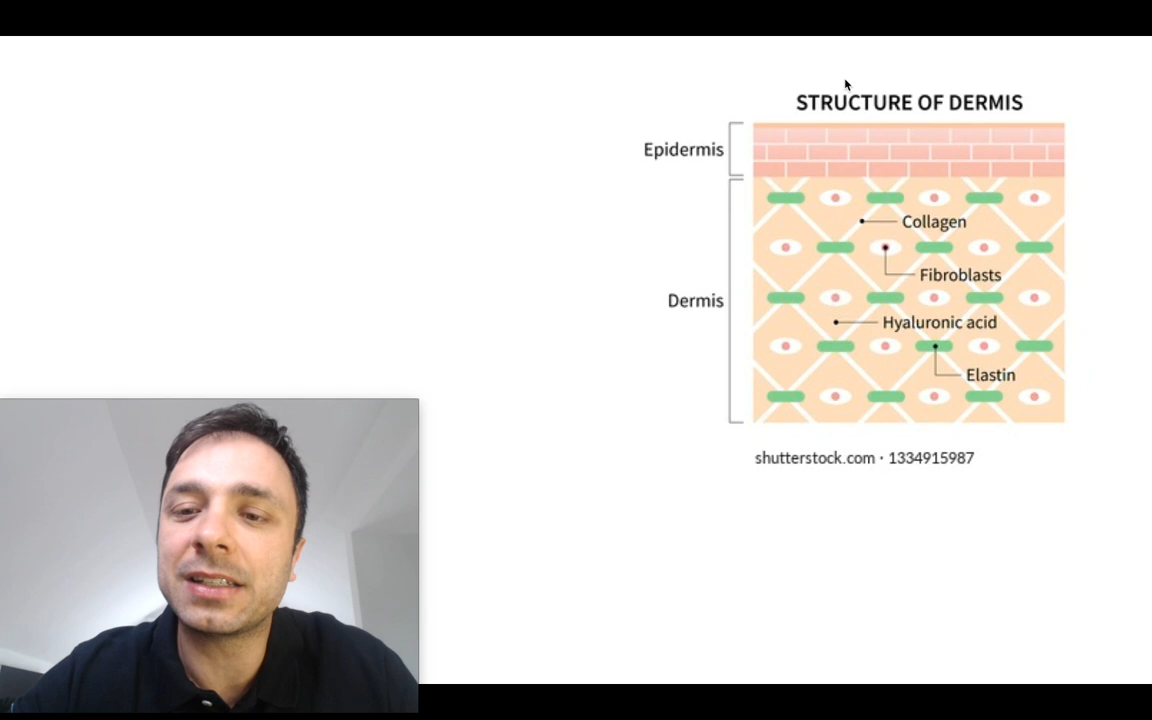 STRUCTURE OF DERMIS
Epidermis
Collagen
Fibroblasts
Dermis
Hyaluronic acid
Elastin
shutterstock.com · 1334915987